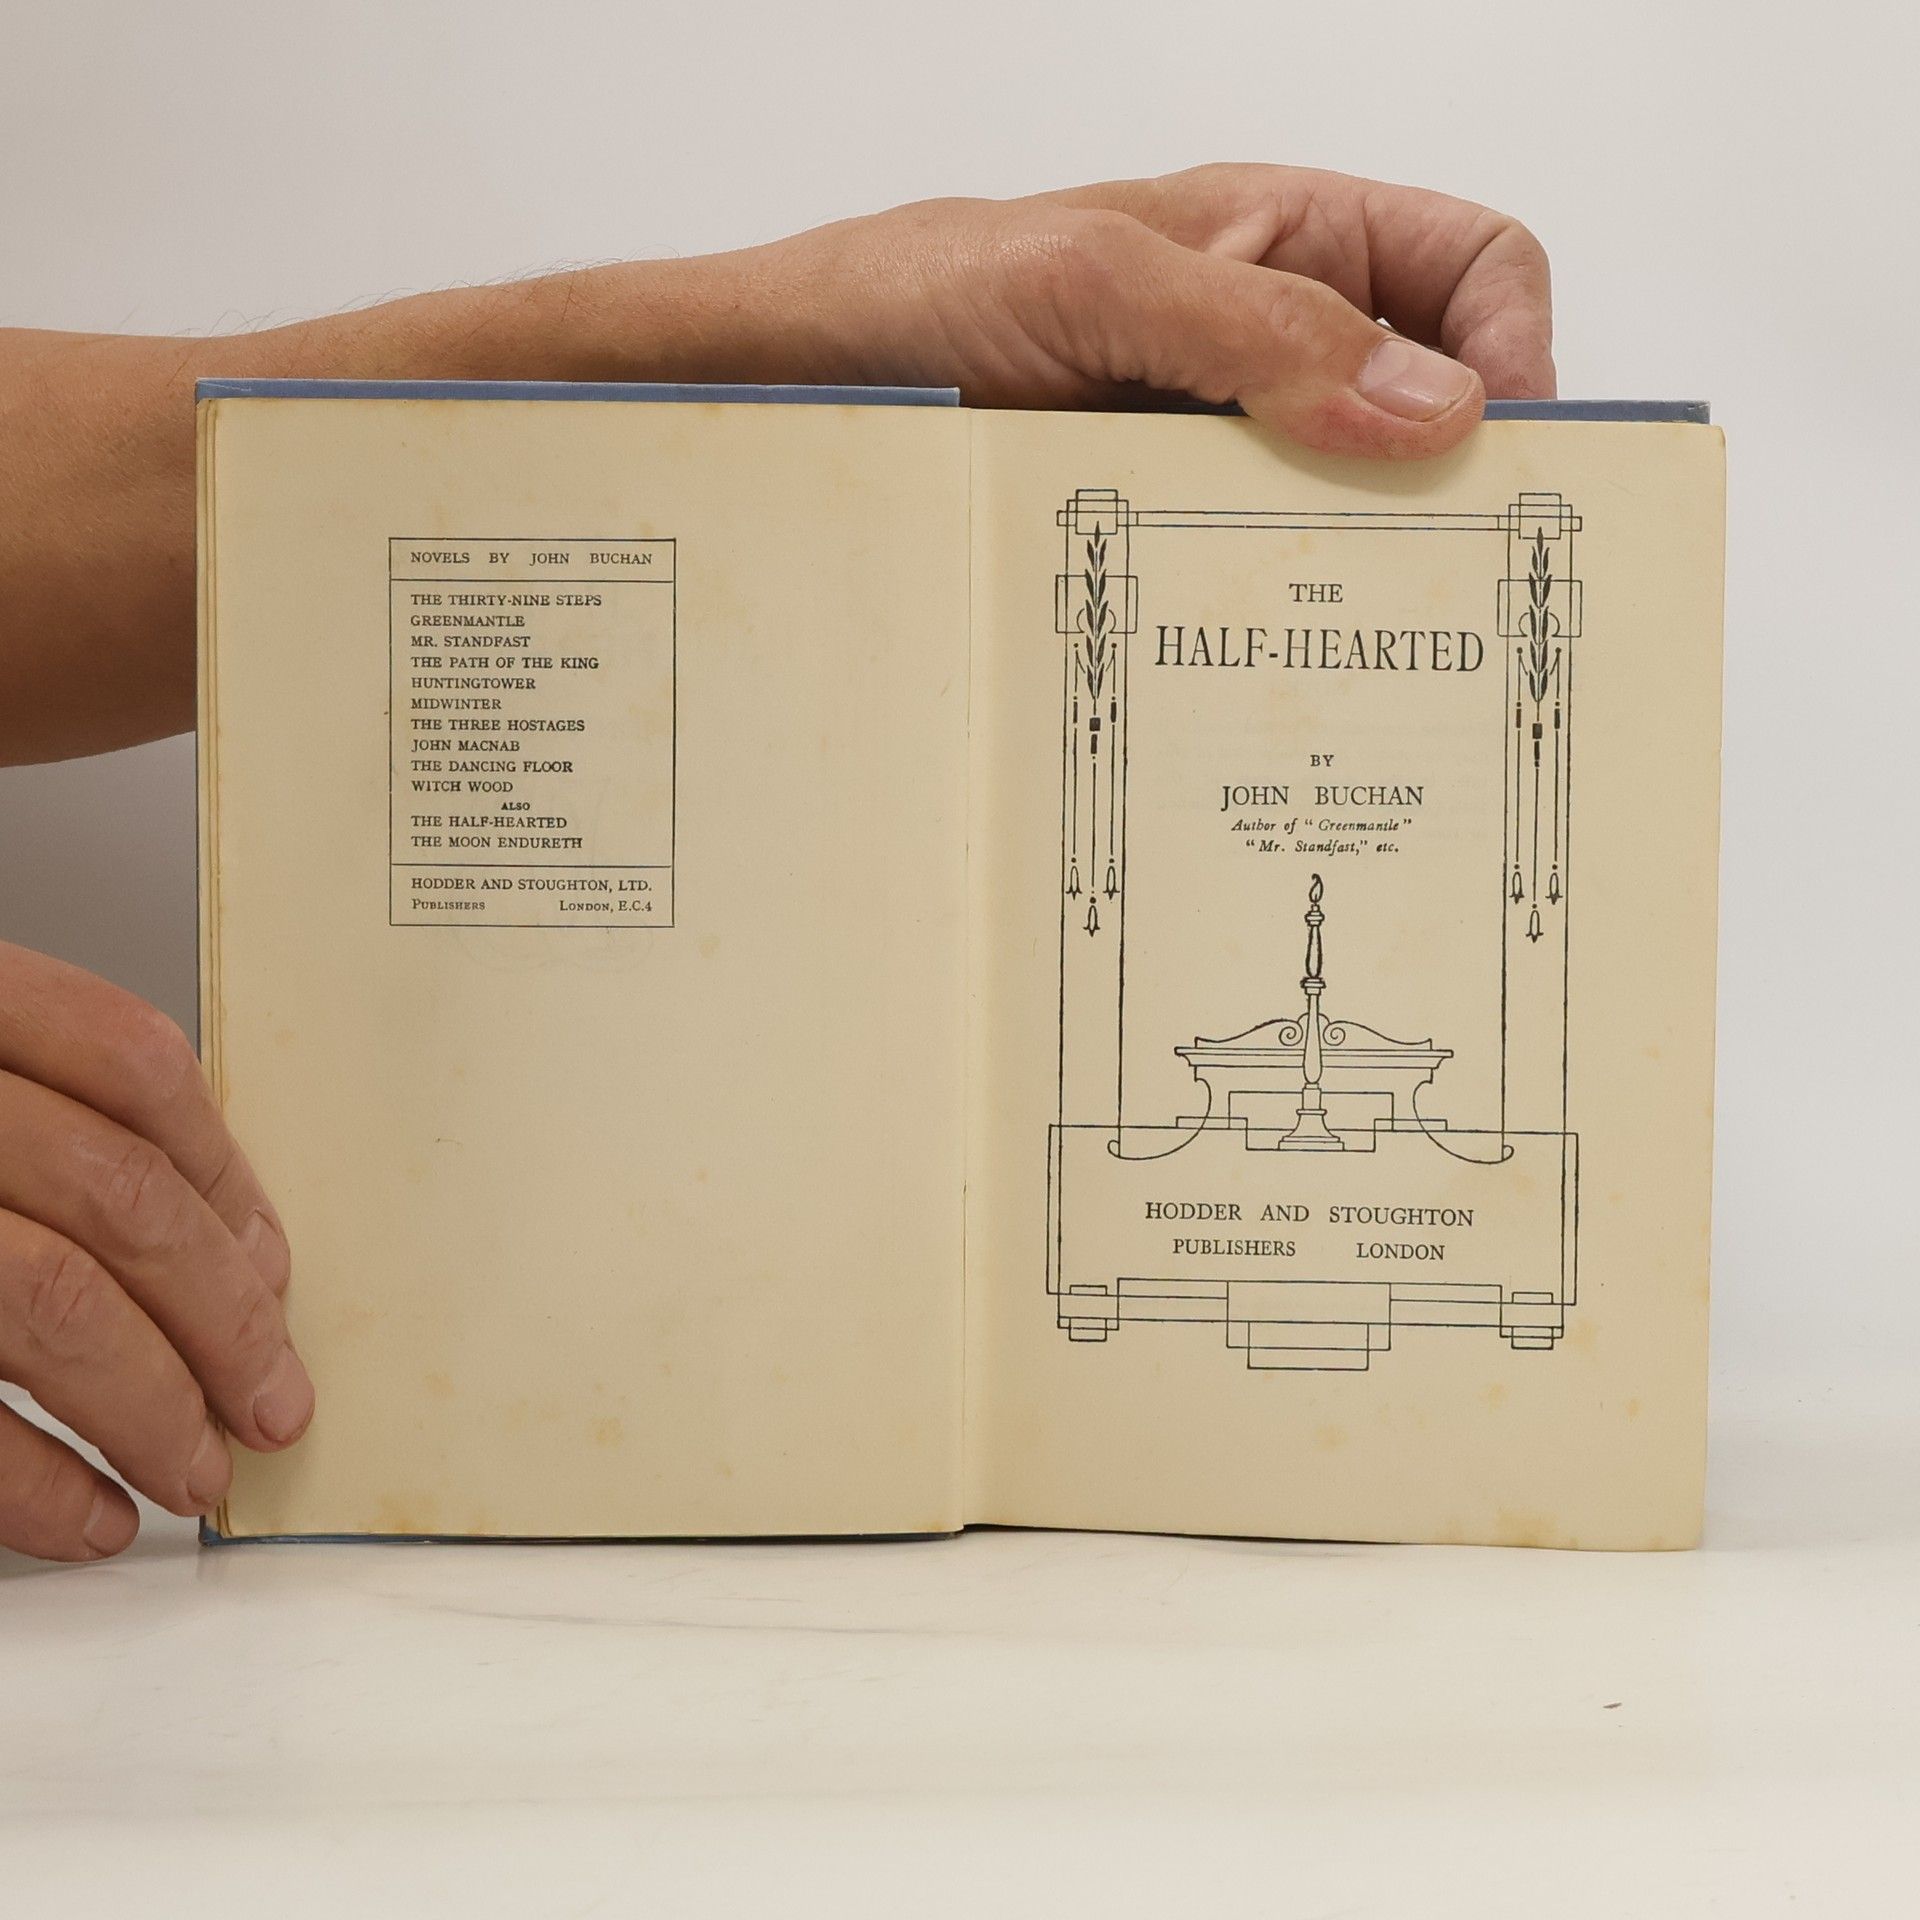 NOVELS BY JOHN BUCHAN
THE THIRTY-NINE STEPS
GREENMANTLE
MR. STANDFAST
THE PATH OF THE KING
HUNTINGTOWER
MIDWINTER
THE THREE HOSTAGES
JOHN MACNAB
THE DANCING FLOOR
WITCH WOOD
ALSO
THE HALF-HEARTED
THE MOON ENDURETH
HODDER AND STOUGHTON, LTD.
PUBLISHERS LONDON, E.C.4
THE
HALF-HEARTED
BY
JOHN BUCHAN
Author of "Greenmantle"
"Mr. Standfast," etc.
HODDER AND STOUGHTON
PUBLISHERS LONDON